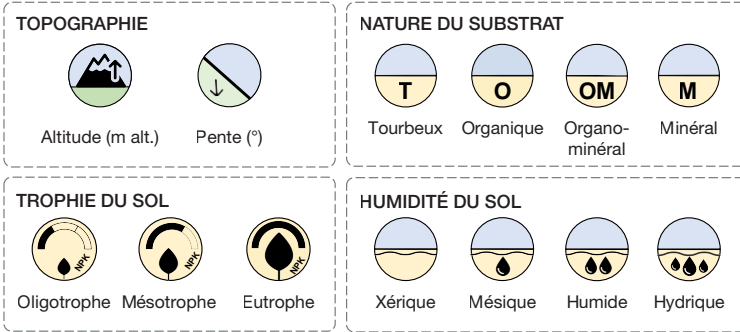 TOPOGRAPHIE
Altitude (m alt.)
Pente (°)
NATURE DU SUBSTRAT
T
O
OM
M
Tourbeux
Organique
Organo-
minéral
Minéral
TROPHIE DU SOL
NPK
NPK
NPK
Oligotrophe
Mésotrophe
Eutrophe
HUMIDITÉ DU SOL
Xérique
Mésique
Humide
Hydrique